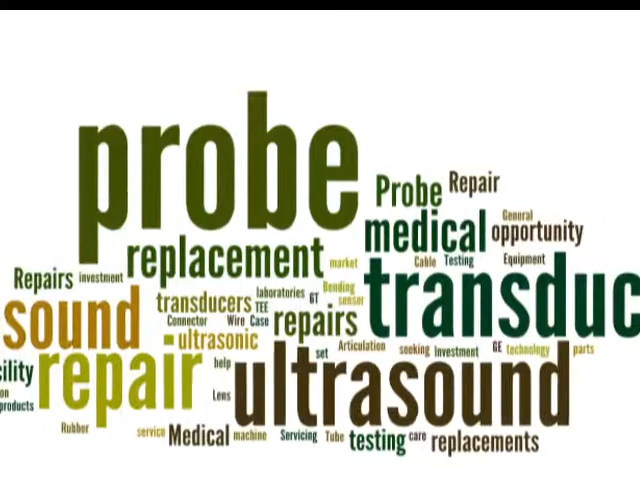 probe
Probe Repair
General
medical opportunity
replacement market Cable Testing Equipment
Repairs investment
transducers laboratories GT Bending sensor transduc
TEE
sound Connector Wire Case repairs
ultrasonic set Articulation seeking Investment GE technology parts
ility repair help ultrasound
on
products Lens
Rubber service Medical machine Servicing Tube testing care replacements